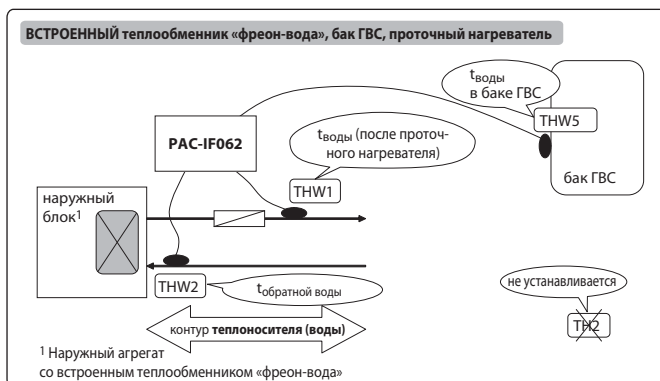 ВСТРОЕННЫЙ теплообменник «фреон-вода», бак ГВС, проточный нагреватель
tводы
в баке ГВС
THW5
бак ГВС
PAC-IF062
tводы (после проточ-
ного нагревателя)
THW1
наружный
блок1
THW2
tобратной воды
не устанавливается
TH2
контур теплоносителя (воды)
1 Наружный агрегат
со встроенным теплообменником «фреон-вода»